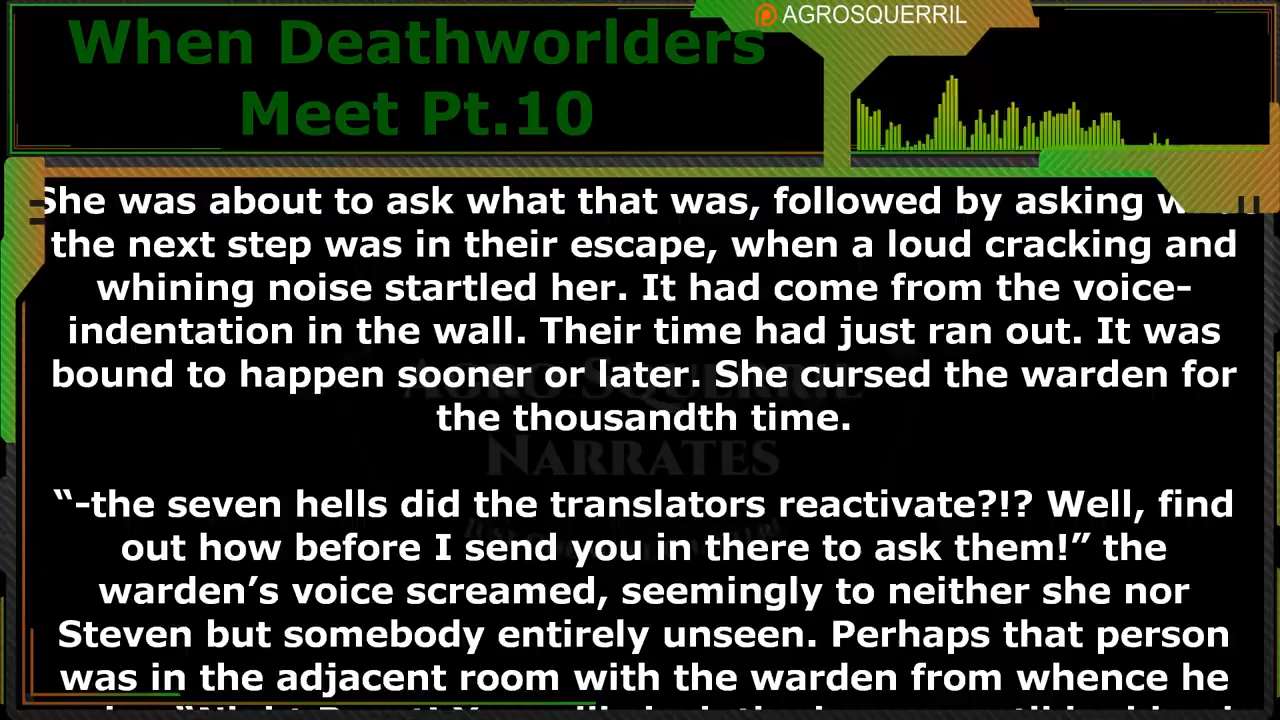 AGROSQUERRIL
When Deathworlders
Meet Pt.10
She was about to ask what that was, followed by asking
the next step was in their escape, when a loud cracking and
whining noise startled her. It had come from the voice-
indentation in the wall. Their time had just ran out. It was
bound to happen sooner or later. She cursed the warden for
the thousandth time.
AGRO SQUERRIL
NARRATES
“-the seven hells did the translators reactivate?!? Well, find
out how before I send you in there to ask them!” the
warden’s voice screamed, seemingly to neither she nor
Steven but somebody entirely unseen. Perhaps that person
was in the adjacent room with the warden from whence he